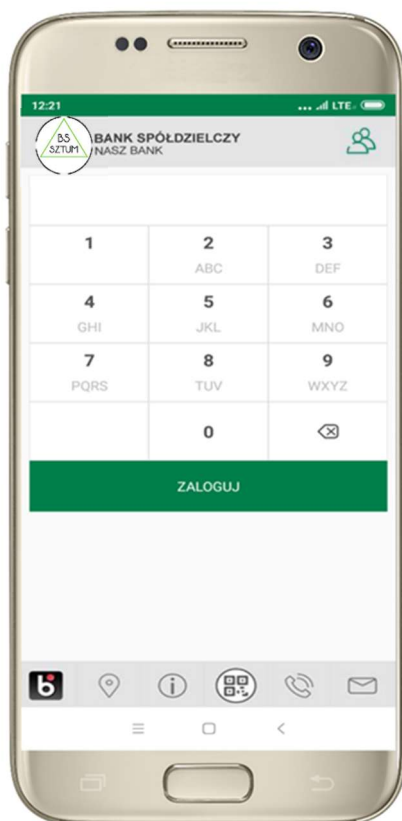 12:21
LTE
BS
SZTUM
BANK SPÓŁDZIELCZY
NASZ BANK
1
2
ABC
3
DEF
4
GHI
5
JKL
6
MNO
7
PQRS
8
TUV
9
WXYZ
0
ZALOGUJ
b
i